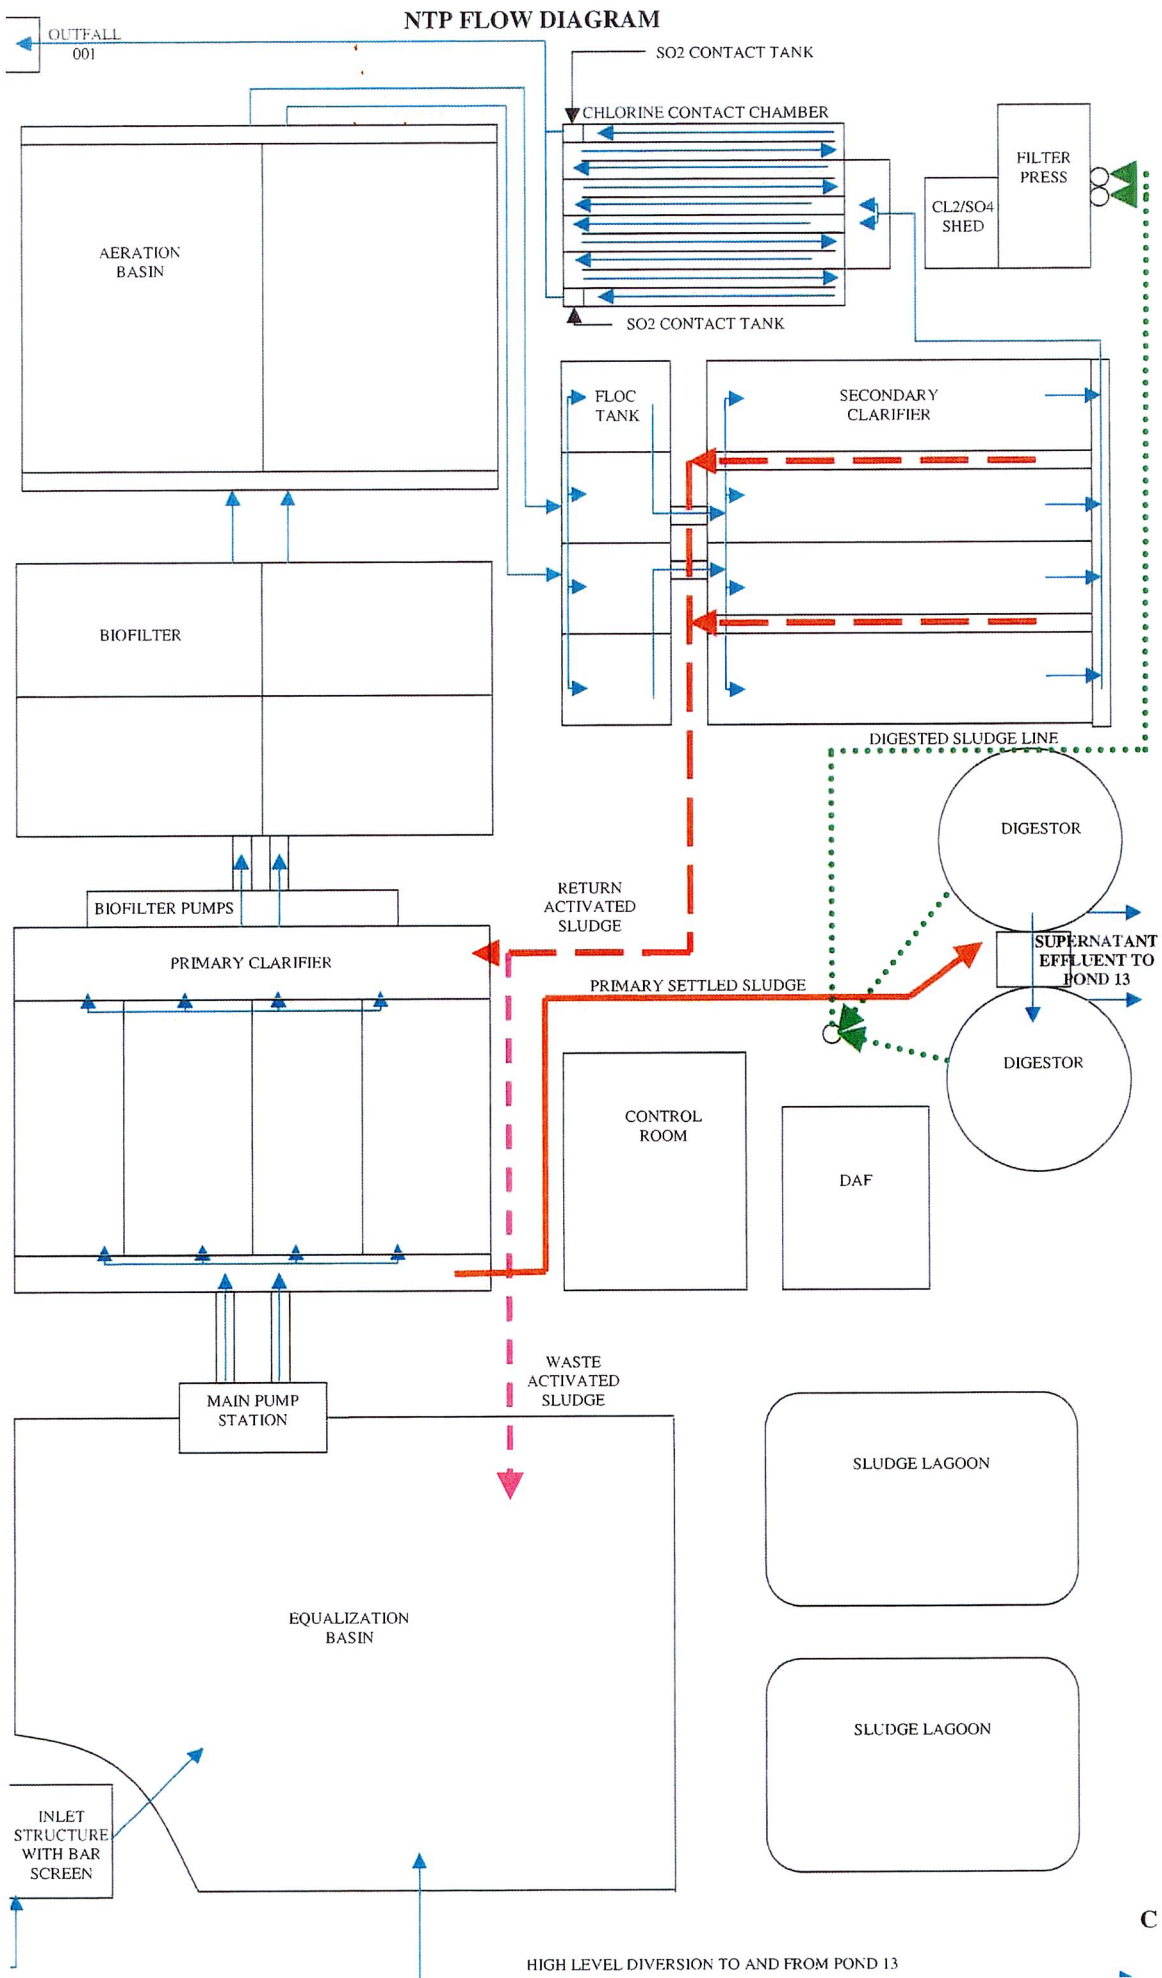 NTP FLOW DIAGRAM
OUTFALL
001
SO2 CONTACT TANK
CHLORINE CONTACT CHAMBER
FILTER
PRESS
CL2/SO4
SHED
AERATION
BASIN
SO2 CONTACT TANK
FLOC
TANK
SECONDARY
CLARIFIER
BIOFILTER
DIGESTED SLUDGE LINE
DIGESTOR
RETURN
ACTIVATED
SLUDGE
BIOFILTER PUMPS
PRIMARY CLARIFIER
SUPERNATANT
EFFLUENT TO
POND 13
PRIMARY SETTLED SLUDGE
DIGESTOR
CONTROL
ROOM
DAF
WASTE
ACTIVATED
SLUDGE
MAIN PUMP
STATION
SLUDGE LAGOON
EQUALIZATION
BASIN
SLUDGE LAGOON
INLET
STRUCTURE
WITH BAR
SCREEN
C
HIGH LEVEL DIVERSION TO AND FROM POND 13